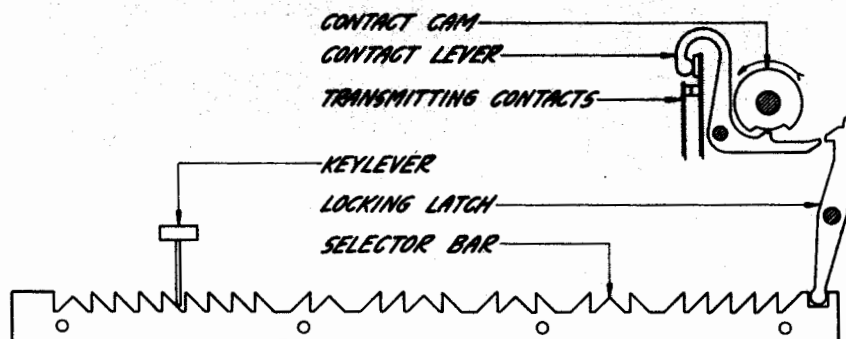 CONTACT CAM
CONTACT LEVER
TRANSMITTING CONTACTS
KEYLEVER
LOCKING LATCH
SELECTOR BAR